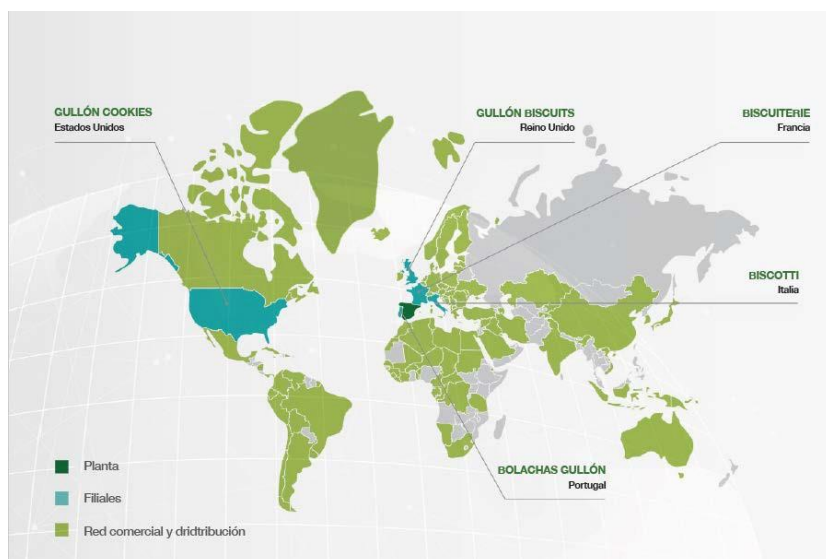 GULLÓN COOKIES
Estados Unidos
GULLÓN BISCUITS
Reino Unido
BISCUITERIE
Francia
BISCOTTI
Italia
BOLACHAS GULLÓN
Portugal
Planta
Filiales
Red comercial y dridtribución